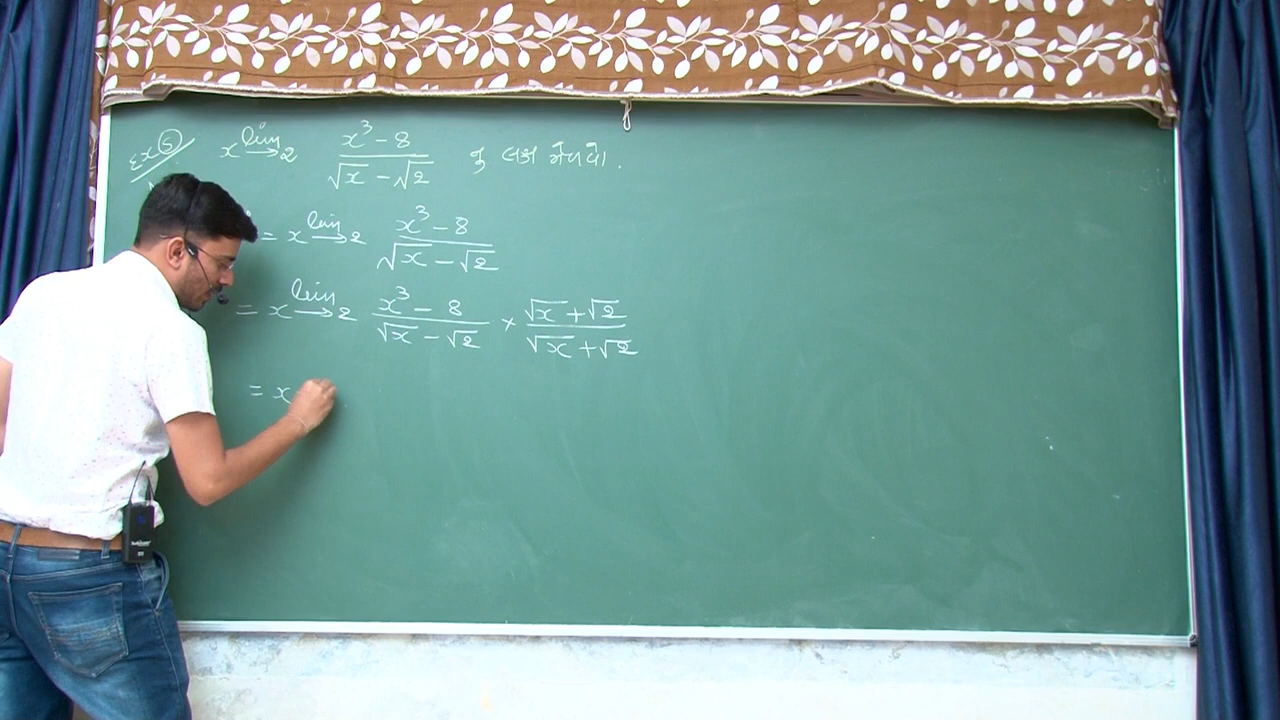 Ex ⑤ lim x→2 x³ - 8 / √x - √2 નું લક્ષ મેળવો.
= lim x→2 x³ - 8 / √x - √2
= lim x→2 x³ - 8 / √x - √2 × √x + √2 / √x + √2
= x